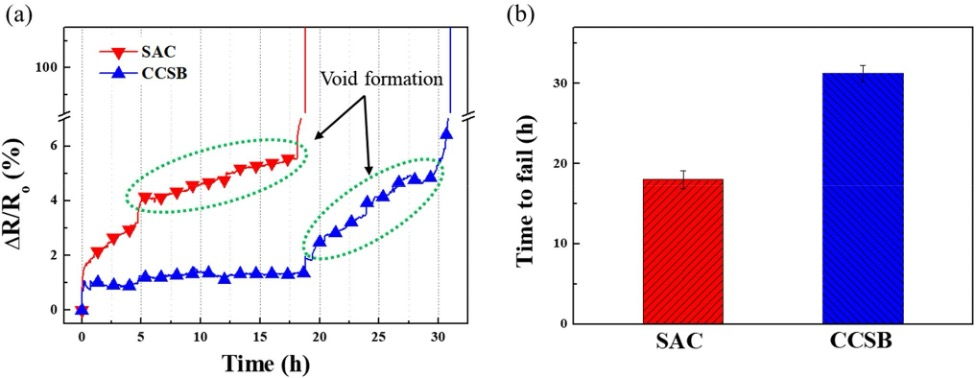 (a)
SAC
CCSB
Void formation
100
6
4
2
0
ΔR/Ro (%)
0 5 10 15 20 25 30
Time (h)
(b)
30
20
10
0
Time to fail (h)
SAC CCSB